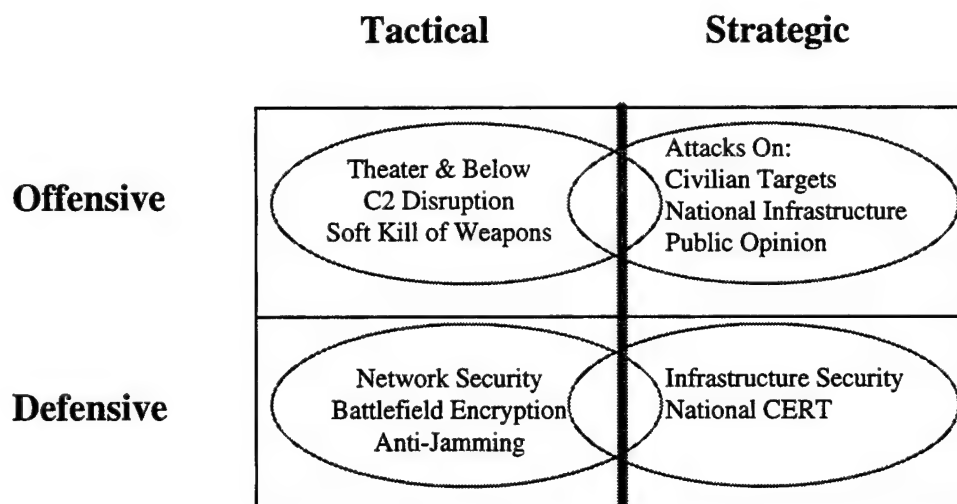 Tactical Strategic
Offensive
Theater & Below
C2 Disruption
Soft Kill of Weapons
Attacks On:
Civilian Targets
National Infrastructure
Public Opinion
Defensive
Network Security
Battlefield Encryption
Anti-Jamming
Infrastructure Security
National CERT